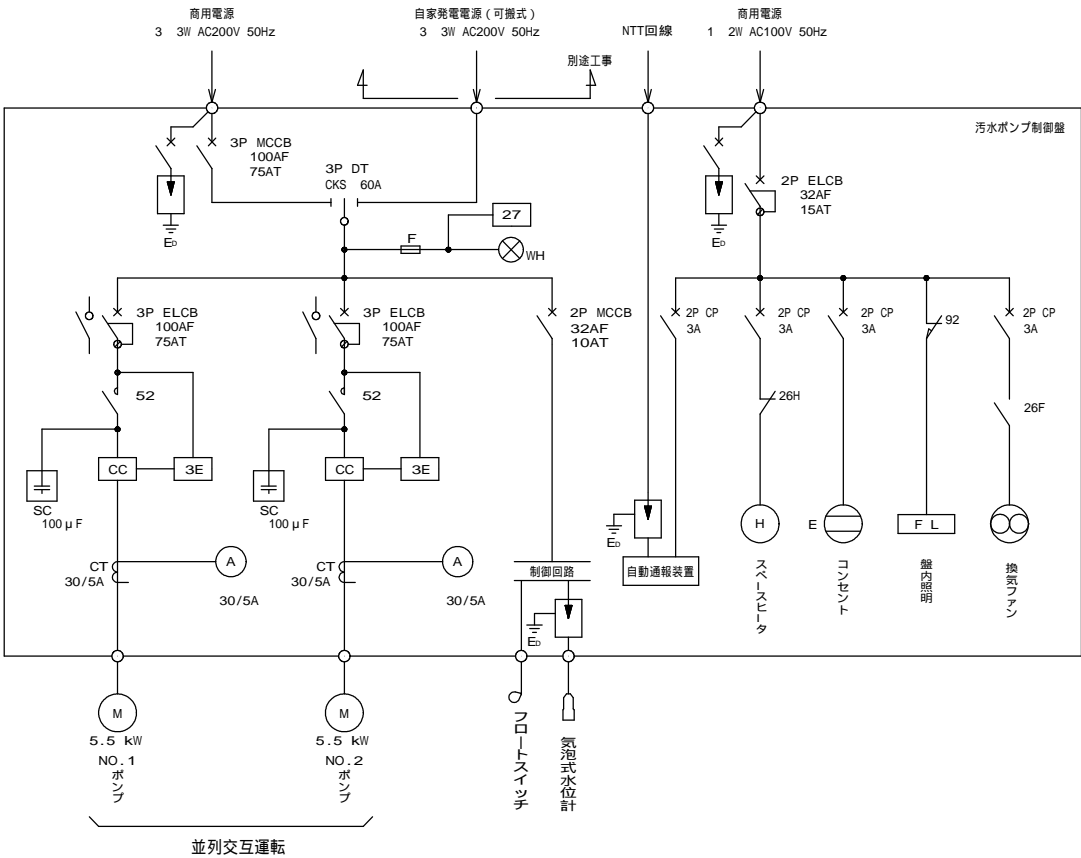 商用電源
3 3W AC200V 50Hz
自家発電電源(可搬式)
3 3W AC200V 50Hz
NTT回線
商用電源
1 2W AC100V 50Hz
別途工事
汚水ポンプ制御盤
3P MCCB
100AF
75AT
ED
3P DT
CKS 60A
27
F
WH
ED
2P ELCB
32AF
15AT
3P ELCB
100AF
75AT
3P ELCB
100AF
75AT
2P MCCB
32AF
10AT
2P CP
3A
2P CP
3A
2P CP
3A
92
2P CP
3A
52
52
26H
26F
CC
3E
CC
3E
SC
100μF
SC
100μF
ED
H
E
FL
CT
30/5A
A
30/5A
CT
30/5A
A
30/5A
制御回路
自動通報装置
スペースヒータ
コンセント
盤内照明
換気ファン
ED
M
5.5 kW
NO.1
ポンプ
M
5.5 kW
NO.2
ポンプ
フロートスイッチ
気泡式水位計
並列交互運転